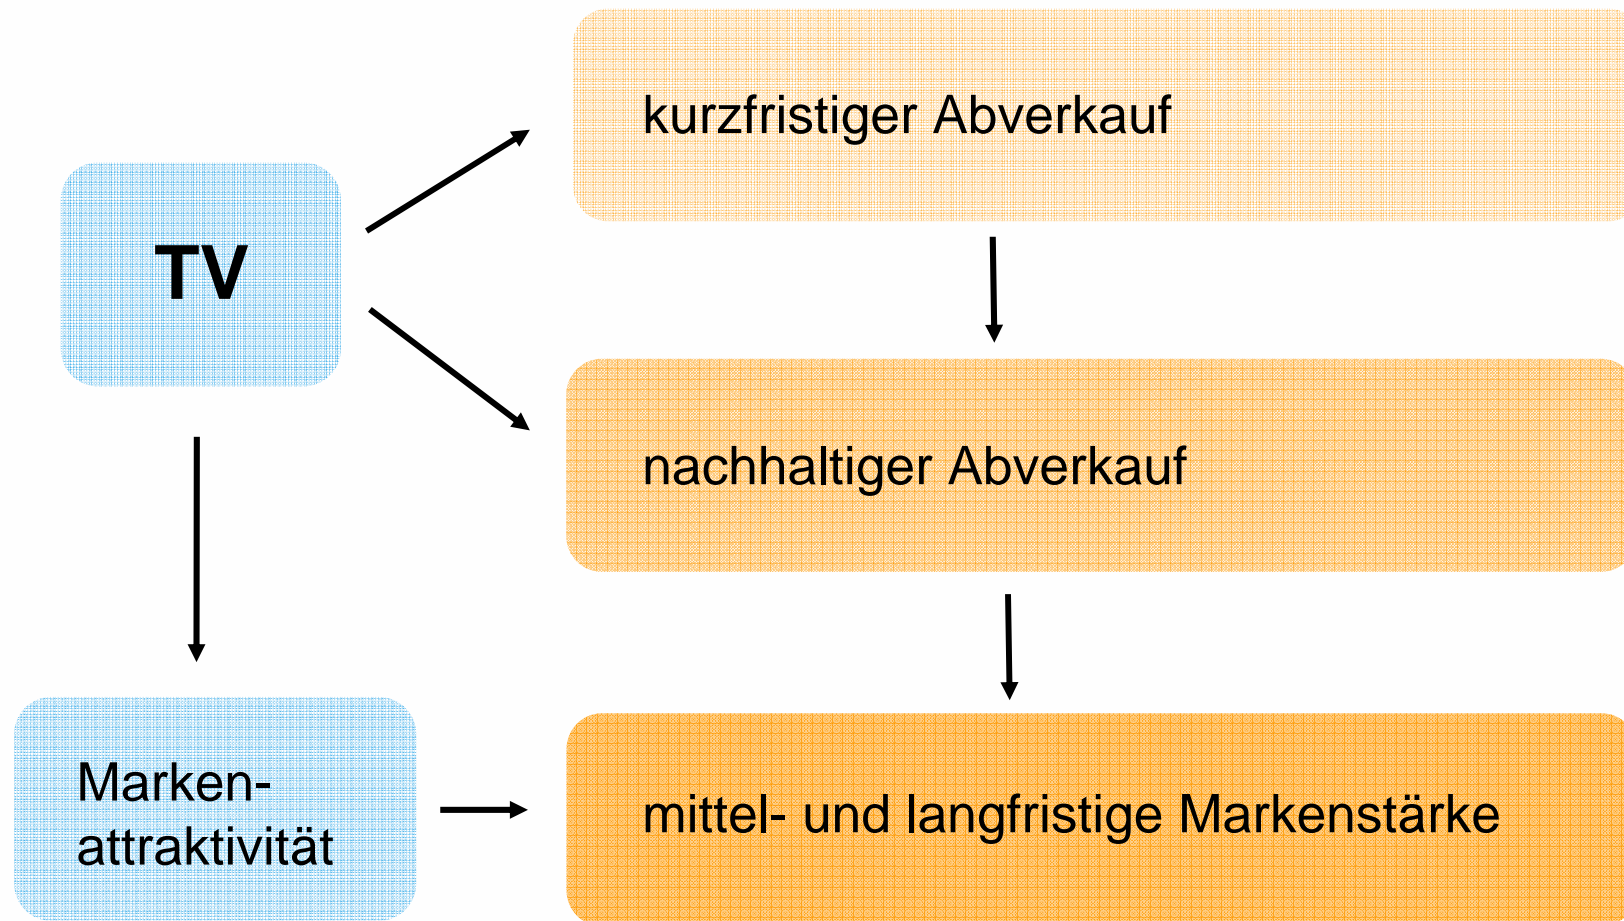 kurzfristiger Abverkauf
TV
nachhaltiger Abverkauf
Marken-
attraktivität
mittel- und langfristige Markenstärke